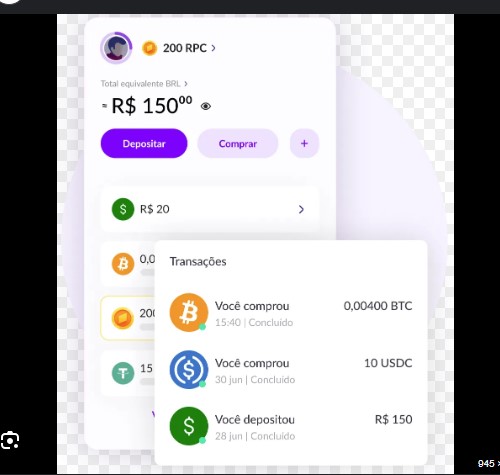 200 RPC >
Total equivalente BRL >
≈ R$ 150⁰⁰
Depositar
Comprar
+
R$ 20 >
0,0
200
15
Transações
Você comprou
0,00400 BTC
15:40 | Concluído
Você comprou
10 USDC
30 jun | Concluído
Você depositou
R$ 150
28 jun | Concluído
945